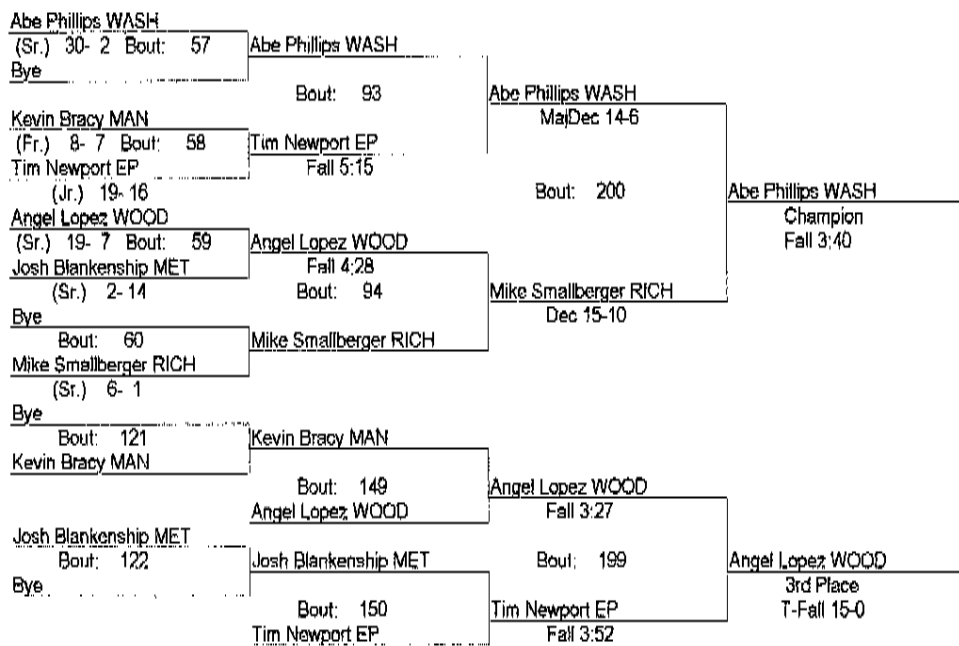 Abe Phillips WASH
(Sr.) 30- 2 Bout: 57
Bye
Abe Phillips WASH
Bout: 93
Abe Phillips WASH
MajDec 14-6
Kevin Bracy MAN
(Fr.) 8- 7 Bout: 58
Tim Newport EP
(Jr.) 19- 16
Tim Newport EP
Fall 5:15
Bout: 200
Abe Phillips WASH
Champion
Fall 3:40
Angel Lopez WOOD
(Sr.) 19- 7 Bout: 59
Josh Blankenship MET
(Sr.) 2- 14
Angel Lopez WOOD
Fall 4:28
Bout: 94
Mike Smallberger RICH
Dec 15-10
Bye
Bout: 60
Mike Smallberger RICH
(Sr.) 6- 1
Mike Smallberger RICH
Bye
Bout: 121
Kevin Bracy MAN
Kevin Bracy MAN
Bout: 149
Angel Lopez WOOD
Angel Lopez WOOD
Fall 3:27
Josh Blankenship MET
Bout: 122
Bye
Josh Blankenship MET
Bout: 150
Tim Newport EP
Bout: 199
Tim Newport EP
Fall 3:52
Angel Lopez WOOD
3rd Place
T-Fall 15-0